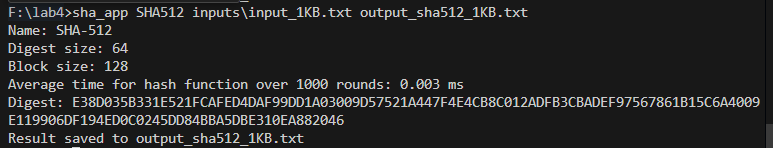 F:\lab4>sha_app SHA512 inputs\input_1KB.txt output_sha512_1KB.txt
Name: SHA-512
Digest size: 64
Block size: 128
Average time for hash function over 1000 rounds: 0.003 ms
Digest: E38D035B331E521FCAFED4DAF99DD1A03009D57521A447F4E4CB8C012ADFB3CBADEF97567861B15C6A4009
E119906DF194ED0C0245DD84BBA5DBE310EA882046
Result saved to output_sha512_1KB.txt